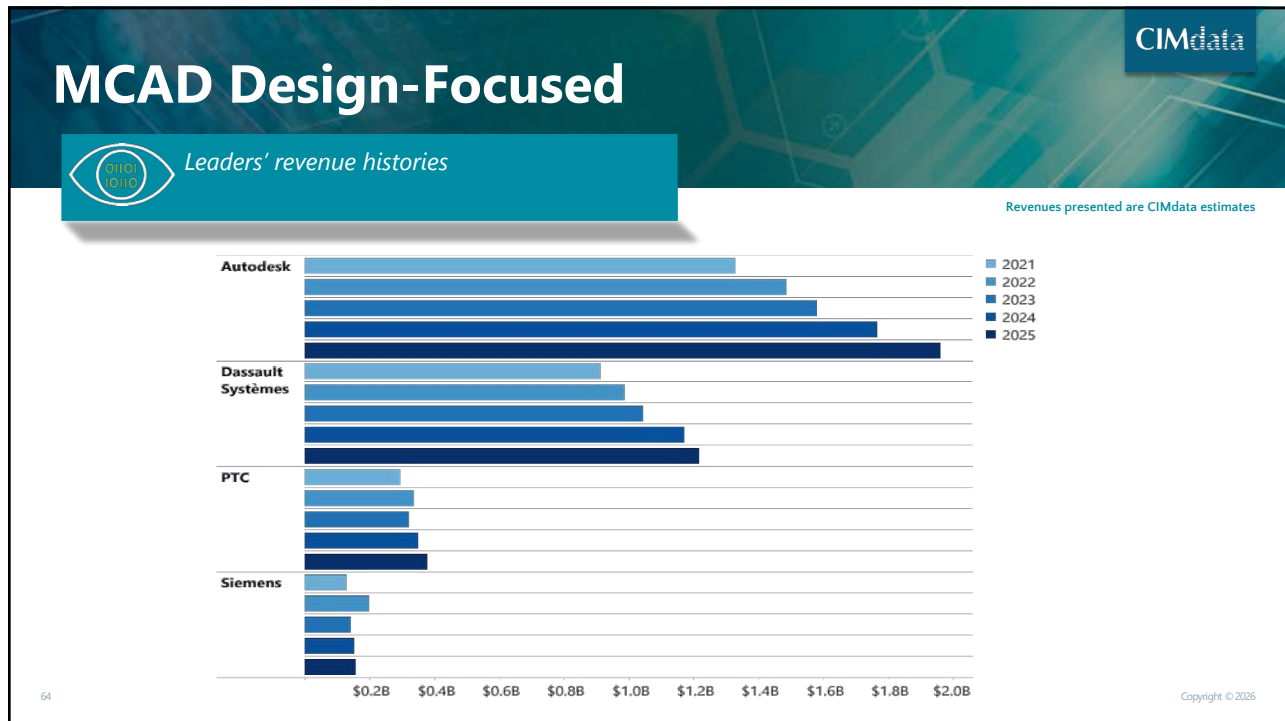 CIMdata
MCAD Design-Focused
01101
10110
Leaders’ revenue histories
Revenues presented are CIMdata estimates
Autodesk
Dassault
Systèmes
PTC
Siemens
2021
2022
2023
2024
2025
$0.2B $0.4B $0.6B $0.8B $1.0B $1.2B $1.4B $1.6B $1.8B $2.0B
64
Copyright © 2026